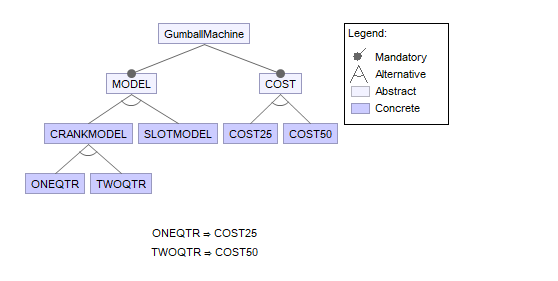 GumballMachine
Legend:
Mandatory
Alternative
Abstract
Concrete
MODEL
COST
CRANKMODEL
SLOTMODEL
COST25
COST50
ONEQTR
TWOQTR
ONEQTR ⇒ COST25
TWOQTR ⇒ COST50